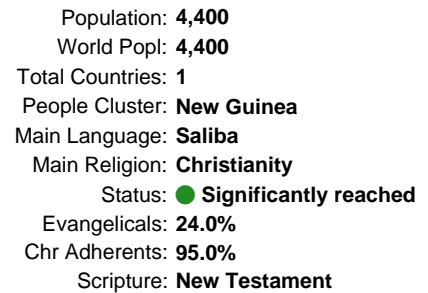 Population: 4,400
World Popl: 4,400
Total Countries: 1
People Cluster: New Guinea
Main Language: Saliba
Main Religion: Christianity
Status: Significantly reached
Evangelicals: 24.0%
Chr Adherents: 95.0%
Scripture: New Testament